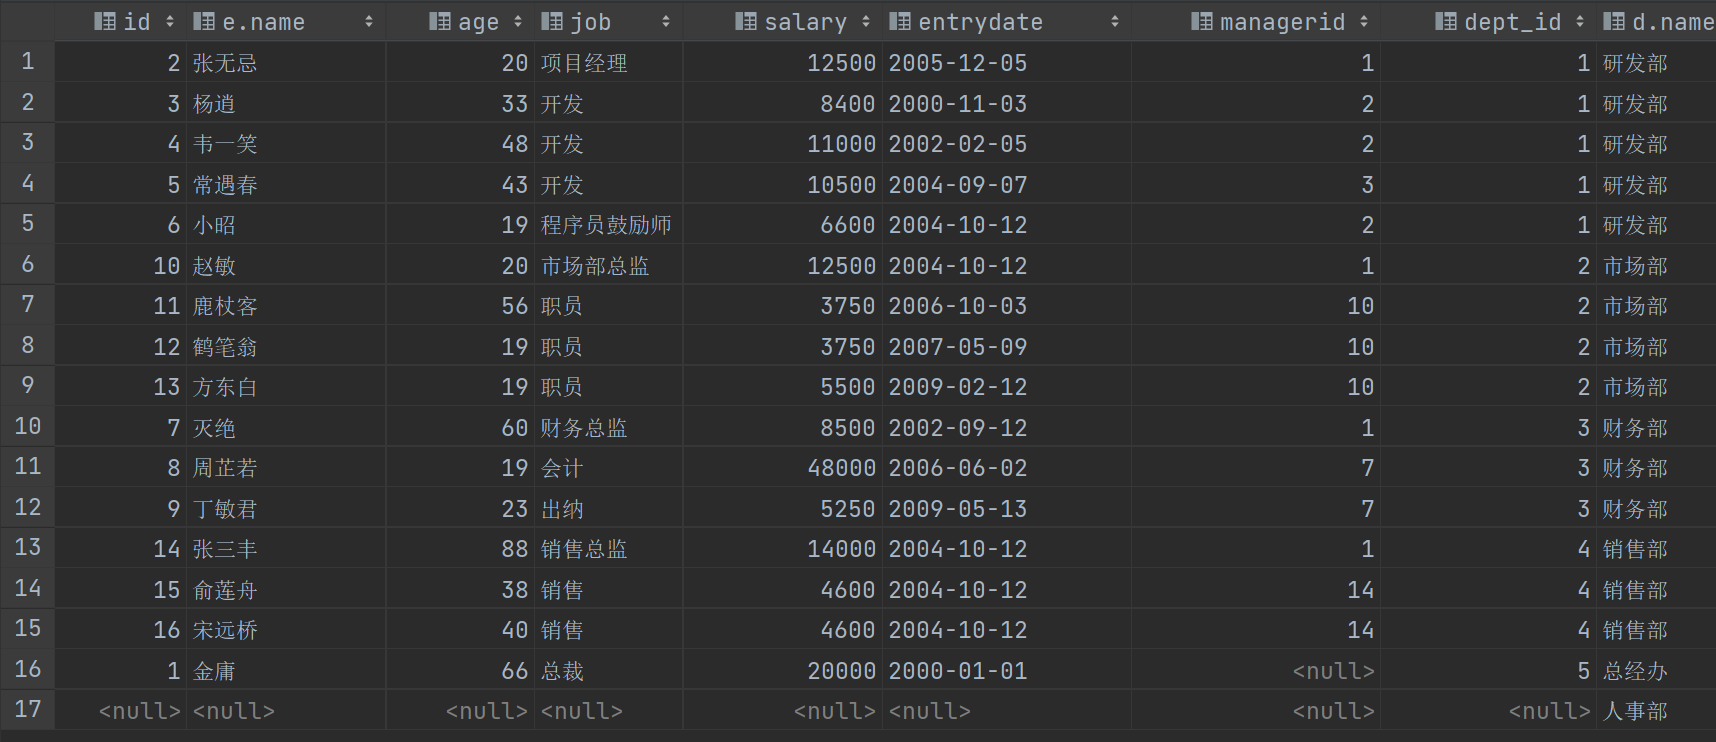 id e.name age job salary entrydate managerid dept_id d.name
1 2 张无忌 20 项目经理 12500 2005-12-05 1 1 研发部
2 3 杨逍 33 开发 8400 2000-11-03 2 1 研发部
3 4 韦一笑 48 开发 11000 2002-02-05 2 1 研发部
4 5 常遇春 43 开发 10500 2004-09-07 3 1 研发部
5 6 小昭 19 程序员鼓励师 6600 2004-10-12 2 1 研发部
6 10 赵敏 20 市场部总监 12500 2004-10-12 1 2 市场部
7 11 鹿杖客 56 职员 3750 2006-10-03 10 2 市场部
8 12 鹤笔翁 19 职员 3750 2007-05-09 10 2 市场部
9 13 方东白 19 职员 5500 2009-02-12 10 2 市场部
10 7 灭绝 60 财务总监 8500 2002-09-12 1 3 财务部
11 8 周芷若 19 会计 48000 2006-06-02 7 3 财务部
12 9 丁敏君 23 出纳 5250 2009-05-13 7 3 财务部
13 14 张三丰 88 销售总监 14000 2004-10-12 1 4 销售部
14 15 俞莲舟 38 销售 4600 2004-10-12 14 4 销售部
15 16 宋远桥 40 销售 4600 2004-10-12 14 4 销售部
16 1 金庸 66 总裁 20000 2000-01-01 <null> 5 总经办
17 <null> <null> <null> <null> <null> <null> <null> <null> 人事部